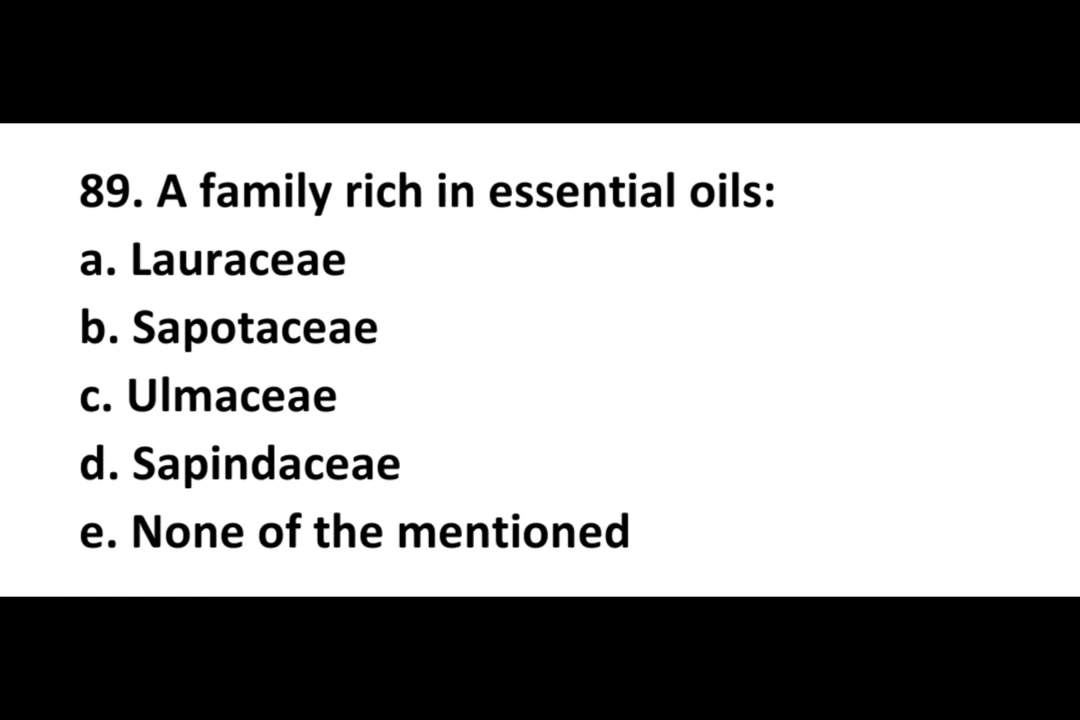 89. A family rich in essential oils:
a. Lauraceae
b. Sapotaceae
c. Ulmaceae
d. Sapindaceae
e. None of the mentioned